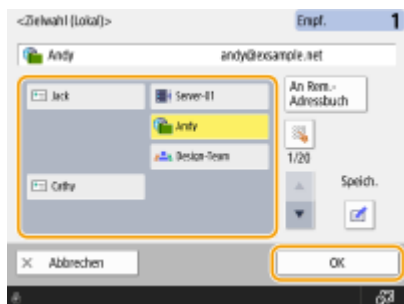 <Zielwahl (Lokal)>
Empf. 1
Andy andy@exsample.net
Jack
Server-01
An Rem.-
Adressbuch
Andy
Design-Team
1/20
Cathy
Speich.
× Abbrechen
OK